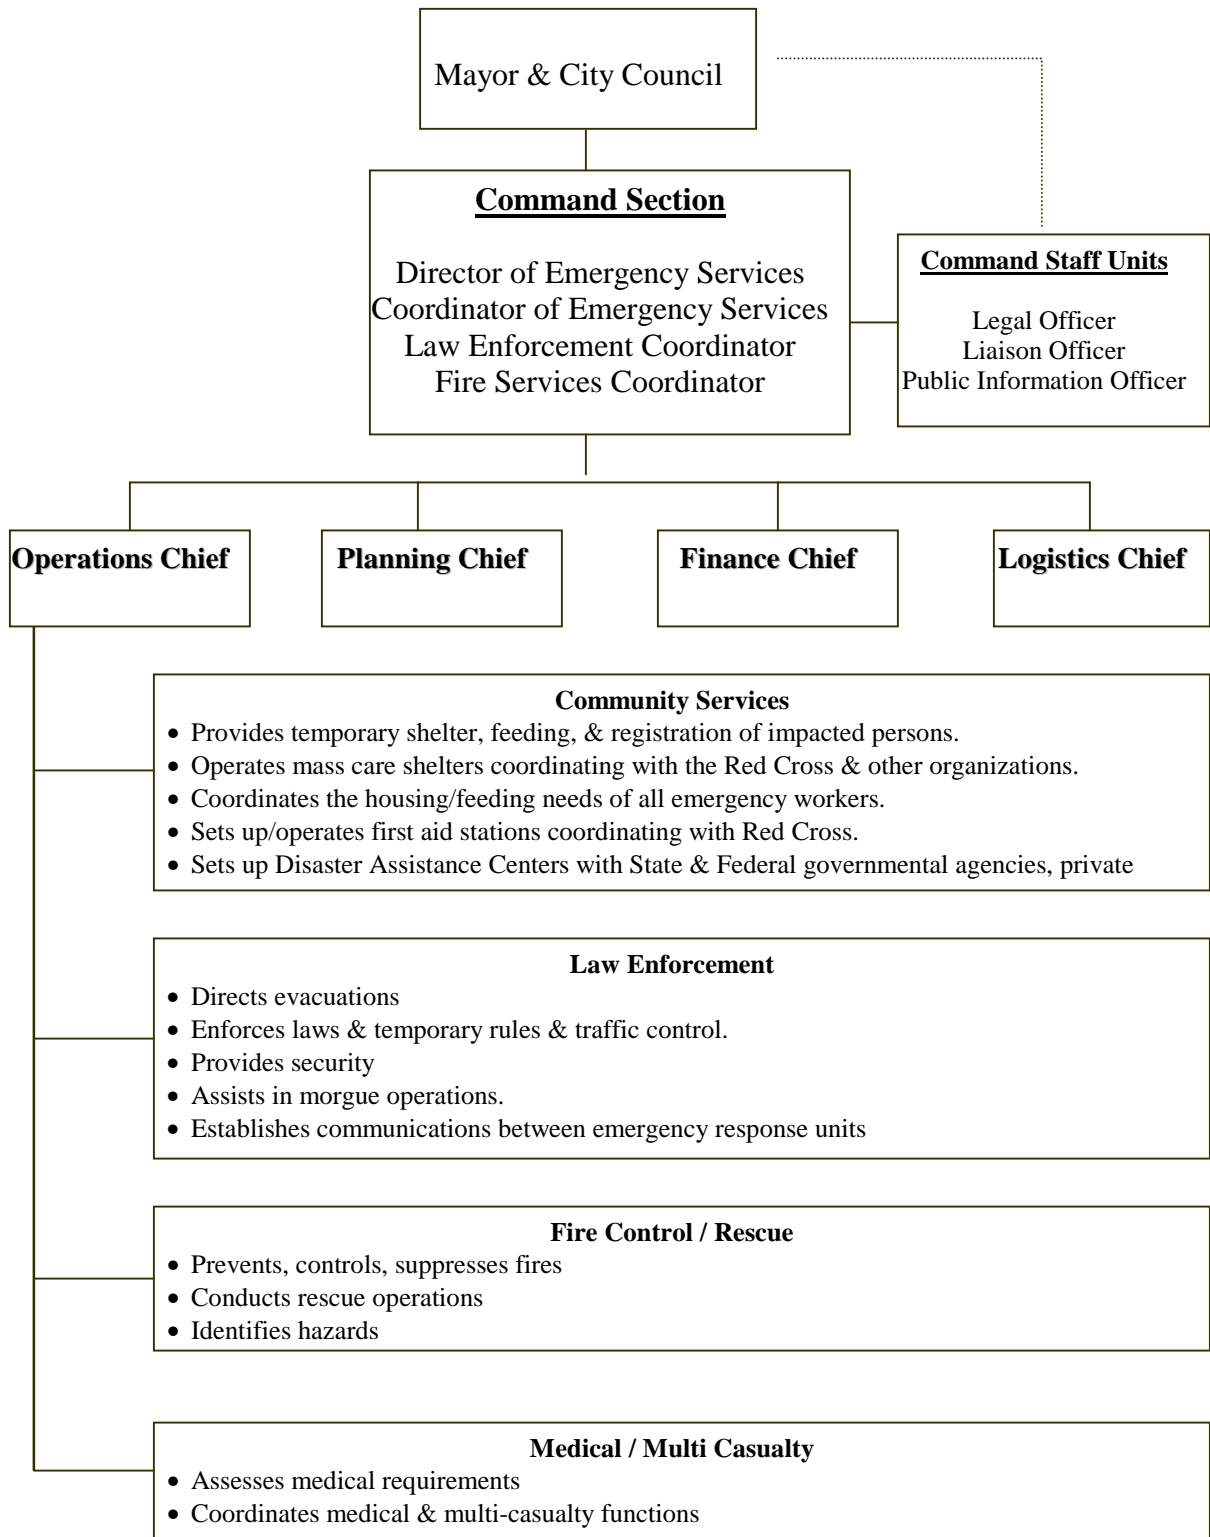 Mayor & City Council
Command Section
Director of Emergency Services
Coordinator of Emergency Services
Law Enforcement Coordinator
Fire Services Coordinator
Command Staff Units
Legal Officer
Liaison Officer
Public Information Officer
Operations Chief
Planning Chief
Finance Chief
Logistics Chief
Community Services
• Provides temporary shelter, feeding, & registration of impacted persons.
• Operates mass care shelters coordinating with the Red Cross & other organizations.
• Coordinates the housing/feeding needs of all emergency workers.
• Sets up/operates first aid stations coordinating with Red Cross.
• Sets up Disaster Assistance Centers with State & Federal governmental agencies, private
Law Enforcement
• Directs evacuations
• Enforces laws & temporary rules & traffic control.
• Provides security
• Assists in morgue operations.
• Establishes communications between emergency response units
Fire Control / Rescue
• Prevents, controls, suppresses fires
• Conducts rescue operations
• Identifies hazards
Medical / Multi Casualty
• Assesses medical requirements
• Coordinates medical & multi-casualty functions